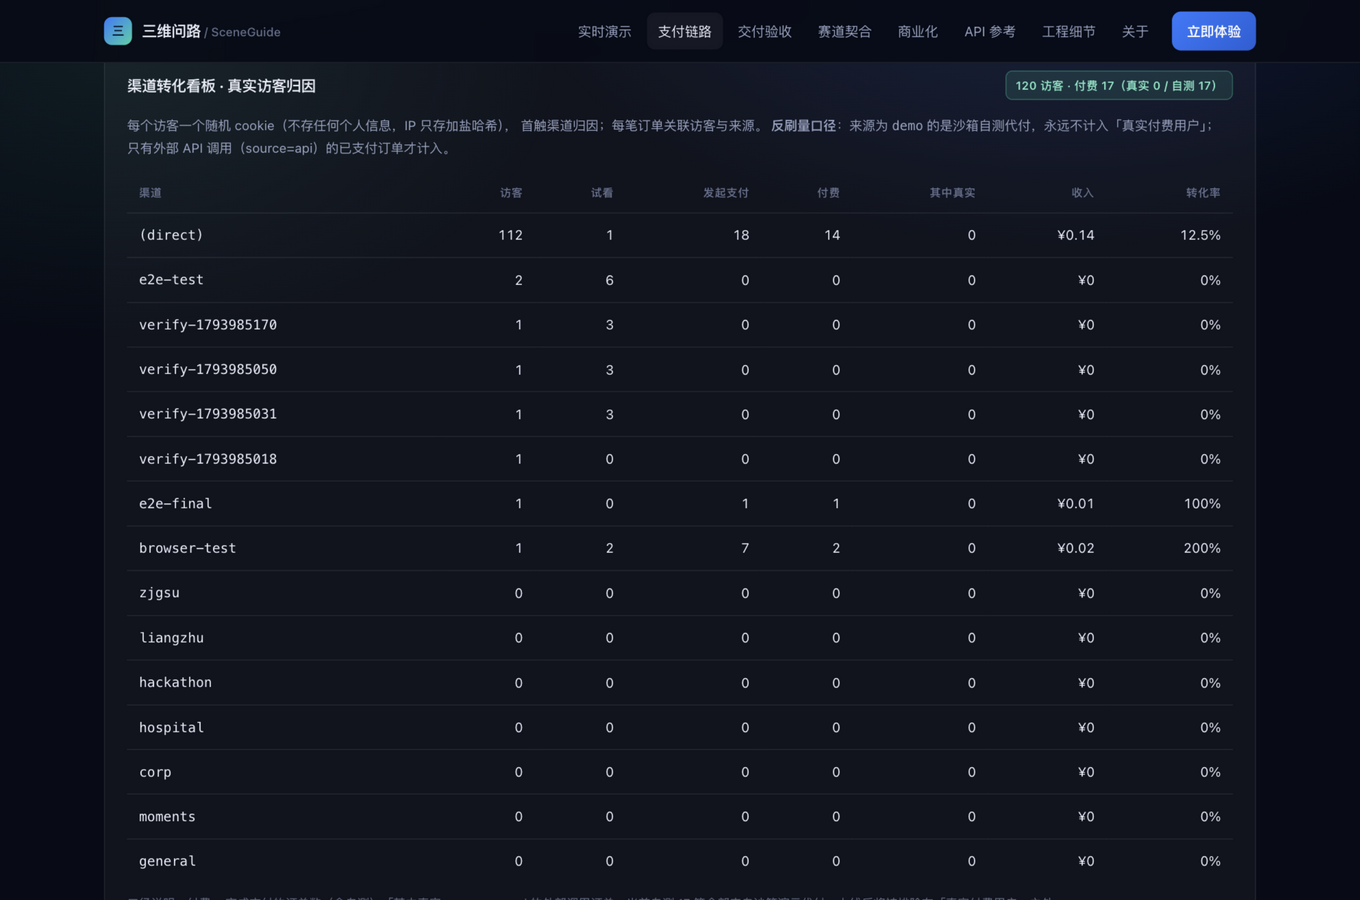 三 三维问路 / SceneGuide 实时演示 支付链路 交付验收 赛道契合 商业化 API 参考 工程细节 关于 立即体验
渠道转化看板 · 真实访客归因 120 访客 · 付费 17（真实 0 / 自测 17）
每个访客一个随机 cookie（不存任何个人信息，IP 只存加盐哈希），首触渠道归因；每笔订单关联访客与来源。反刷量口径：来源为 demo 的是沙箱自测代付，永远不计入「真实付费用户」；
只有外部 API 调用（source=api）的已支付订单才计入。
渠道 访客 试看 发起支付 付费 其中真实 收入 转化率
(direct) 112 1 18 14 0 ¥0.14 12.5%
e2e-test 2 6 0 0 0 ¥0 0%
verify-1793985170 1 3 0 0 0 ¥0 0%
verify-1793985050 1 3 0 0 0 ¥0 0%
verify-1793985031 1 3 0 0 0 ¥0 0%
verify-1793985018 1 0 0 0 0 ¥0 0%
e2e-final 1 0 1 1 0 ¥0.01 100%
browser-test 1 2 7 2 0 ¥0.02 200%
zjgsu 0 0 0 0 0 ¥0 0%
liangzhu 0 0 0 0 0 ¥0 0%
hackathon 0 0 0 0 0 ¥0 0%
hospital 0 0 0 0 0 ¥0 0%
corp 0 0 0 0 0 ¥0 0%
moments 0 0 0 0 0 ¥0 0%
general 0 0 0 0 0 ¥0 0%